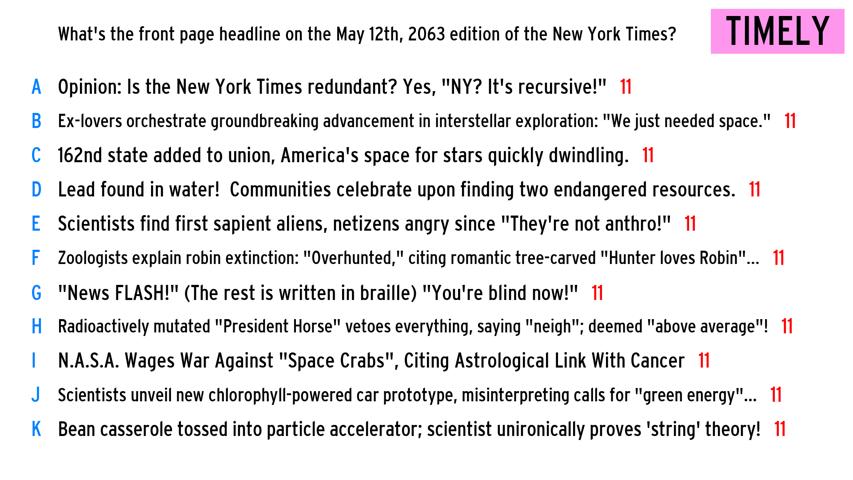 What's the front page headline on the May 12th, 2063 edition of the New York Times? TIMELY
A Opinion: Is the New York Times redundant? Yes, "NY? It's recursive!" 11
B Ex-lovers orchestrate groundbreaking advancement in interstellar exploration: "We just needed space." 11
C 162nd state added to union, America's space for stars quickly dwindling. 11
D Lead found in water! Communities celebrate upon finding two endangered resources. 11
E Scientists find first sapient aliens, netizens angry since "They're not anthro!" 11
F Zoologists explain robin extinction: "Overhunted," citing romantic tree-carved "Hunter loves Robin"... 11
G "News FLASH!" (The rest is written in braille) "You're blind now!" 11
H Radioactively mutated "President Horse" vetoes everything, saying "neigh"; deemed "above average"! 11
I N.A.S.A. Wages War Against "Space Crabs", Citing Astrological Link With Cancer 11
J Scientists unveil new chlorophyll-powered car prototype, misinterpreting calls for "green energy"... 11
K Bean casserole tossed into particle accelerator; scientist unironically proves 'string' theory! 11